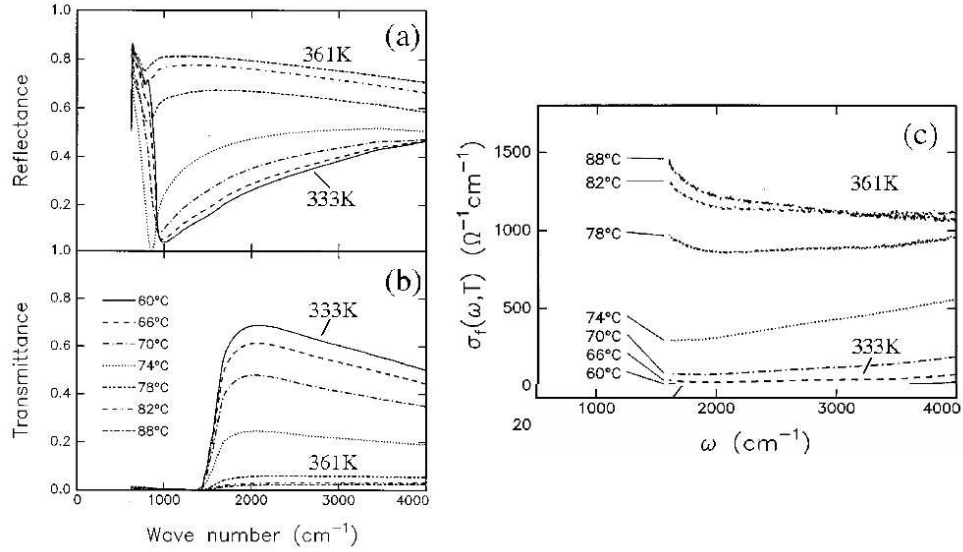 1.0
0.8
0.6
0.4
0.2
1.0
Reflectance
(a)
361K
333K
0.8
0.6
0.4
0.2
0.0
Transmittance
(b)
333K
361K
60°C
66°C
70°C
74°C
78°C
82°C
88°C
0
1000
2000
3000
4000
Wave number (cm⁻¹)
(c)
1500
1000
500
0
σf(ω,T) (Ω⁻¹cm⁻¹)
88°C
82°C
78°C
74°C
70°C
66°C
60°C
361K
333K
20
1000
2000
3000
4000
ω (cm⁻¹)